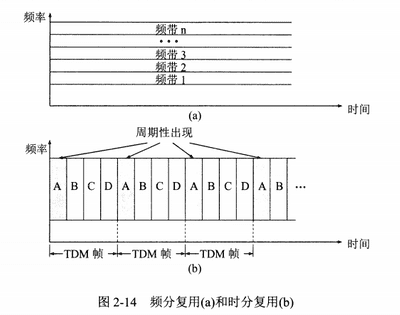 频率
频带 n
•••
频带 3
频带 2
频带 1
时间
(a)
周期性出现
频率
A B C D A B C D A B C D A B •••
时间
TDM 帧 TDM 帧 TDM 帧
(b)
图 2-14 频分复用(a)和时分复用(b)